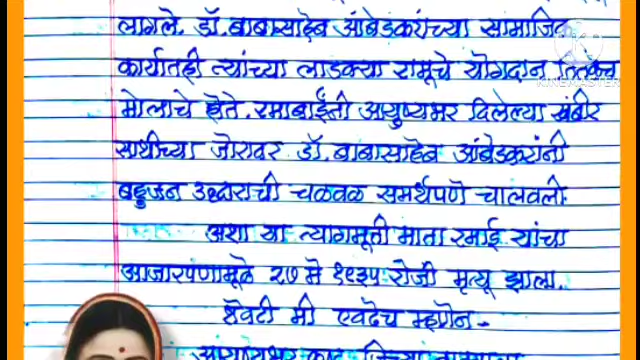 लागले. डॉ. बाबासाहेब आंबेडकरांच्या सामाजिक
कार्यातही त्यांच्या लाडक्या रामूचे योगदान तितकेच
मोलाचे होते. रमाबाईंनी आयुष्यभर दिलेल्या खंबीर
साथीच्या जोरावर डॉ. बाबासाहेब आंबेडकरांनी
बहुजन उद्धाराची चळवळ समर्थपणे चालवली.
अशा या त्यागमूर्ती माता रमाई यांचा
आजारपणामूळे २७ मे १९३५ रोजी मृत्यू झाला.
शेवटी मी एवढेच म्हणेन -
KINEMASTER